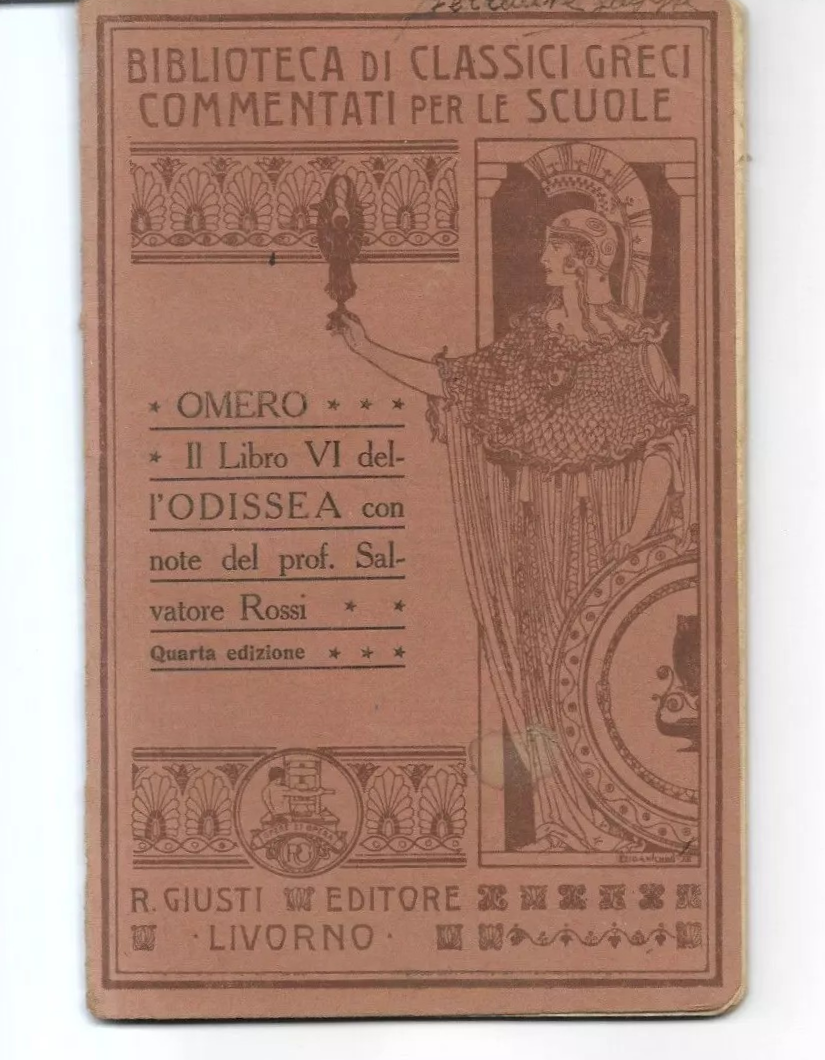 BIBLIOTECA DI CLASSICI GRECI
COMMENTATI PER LE SCUOLE
* OMERO * * *
* Il Libro VI del-
l'ODISSEA con
note del prof. Sal-
vatore Rossi * *
Quarta edizione * * *
R. GIUSTI EDITORE
· LIVORNO ·